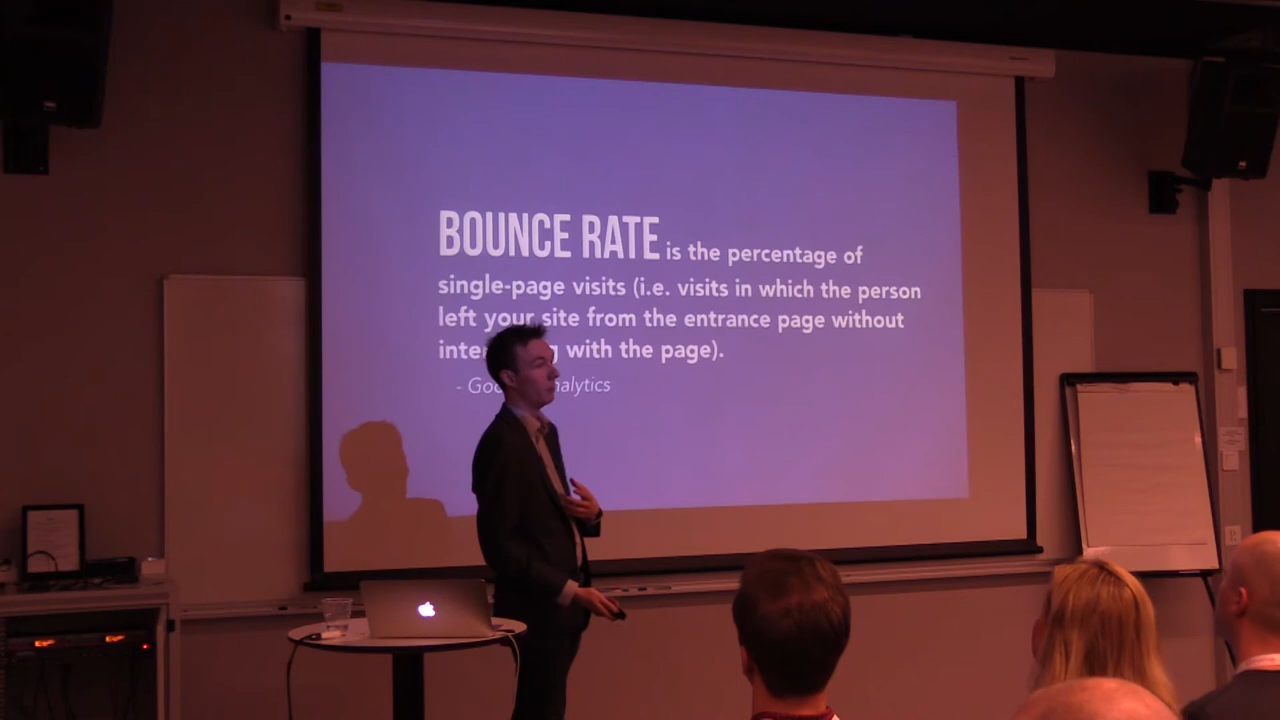 BOUNCE RATE is the percentage of
single-page visits (i.e. visits in which the person
left your site from the entrance page without
with the page).